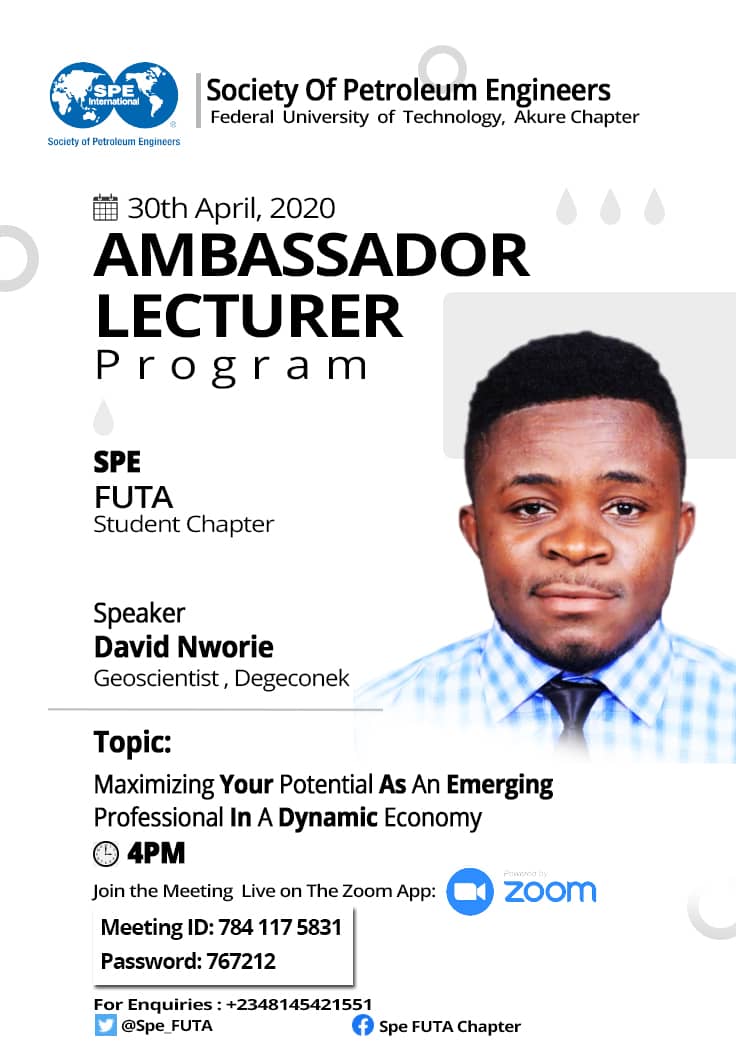 SPE
International
Society of Petroleum Engineers
Society Of Petroleum Engineers
Federal University of Technology, Akure Chapter
30th April, 2020
AMBASSADOR
LECTURER
Program
SPE
FUTA
Student Chapter
Speaker
David Nworie
Geoscientist , Degeconek
Topic:
Maximizing Your Potential As An Emerging
Professional In A Dynamic Economy
4PM
Join the Meeting Live on The Zoom App:
Powered by
zoom
Meeting ID: 784 117 5831
Password: 767212
For Enquiries : +2348145421551
@Spe_FUTA
Spe FUTA Chapter